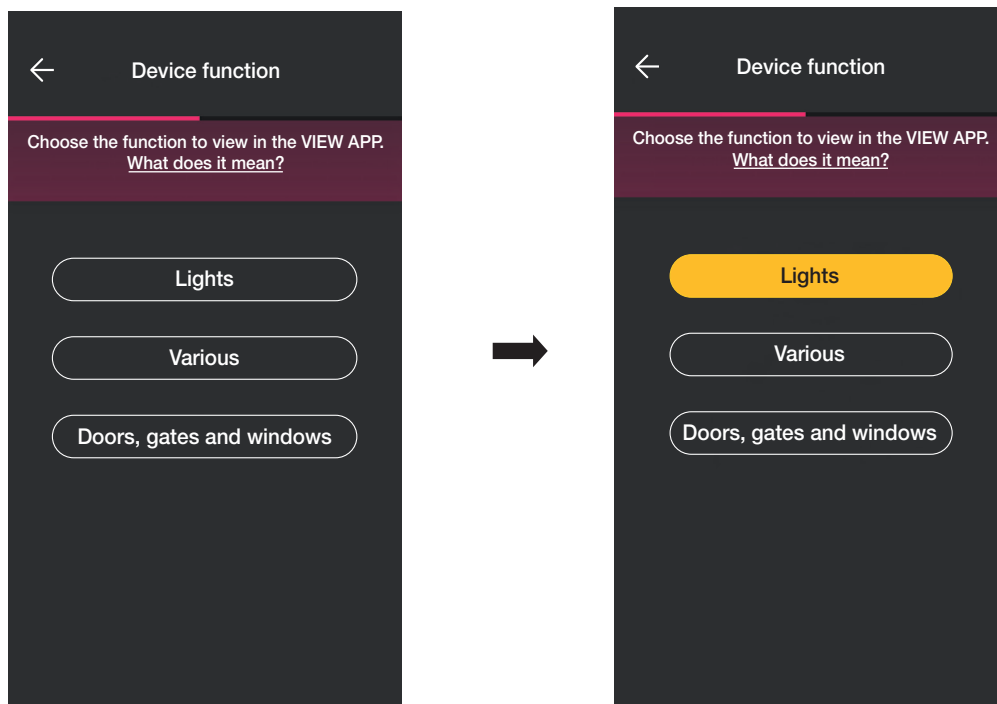 Device function
Choose the function to view in the VIEW APP.
What does it mean?
Lights
Various
Doors, gates and windows
Device function
Choose the function to view in the VIEW APP.
What does it mean?
Lights
Various
Doors, gates and windows